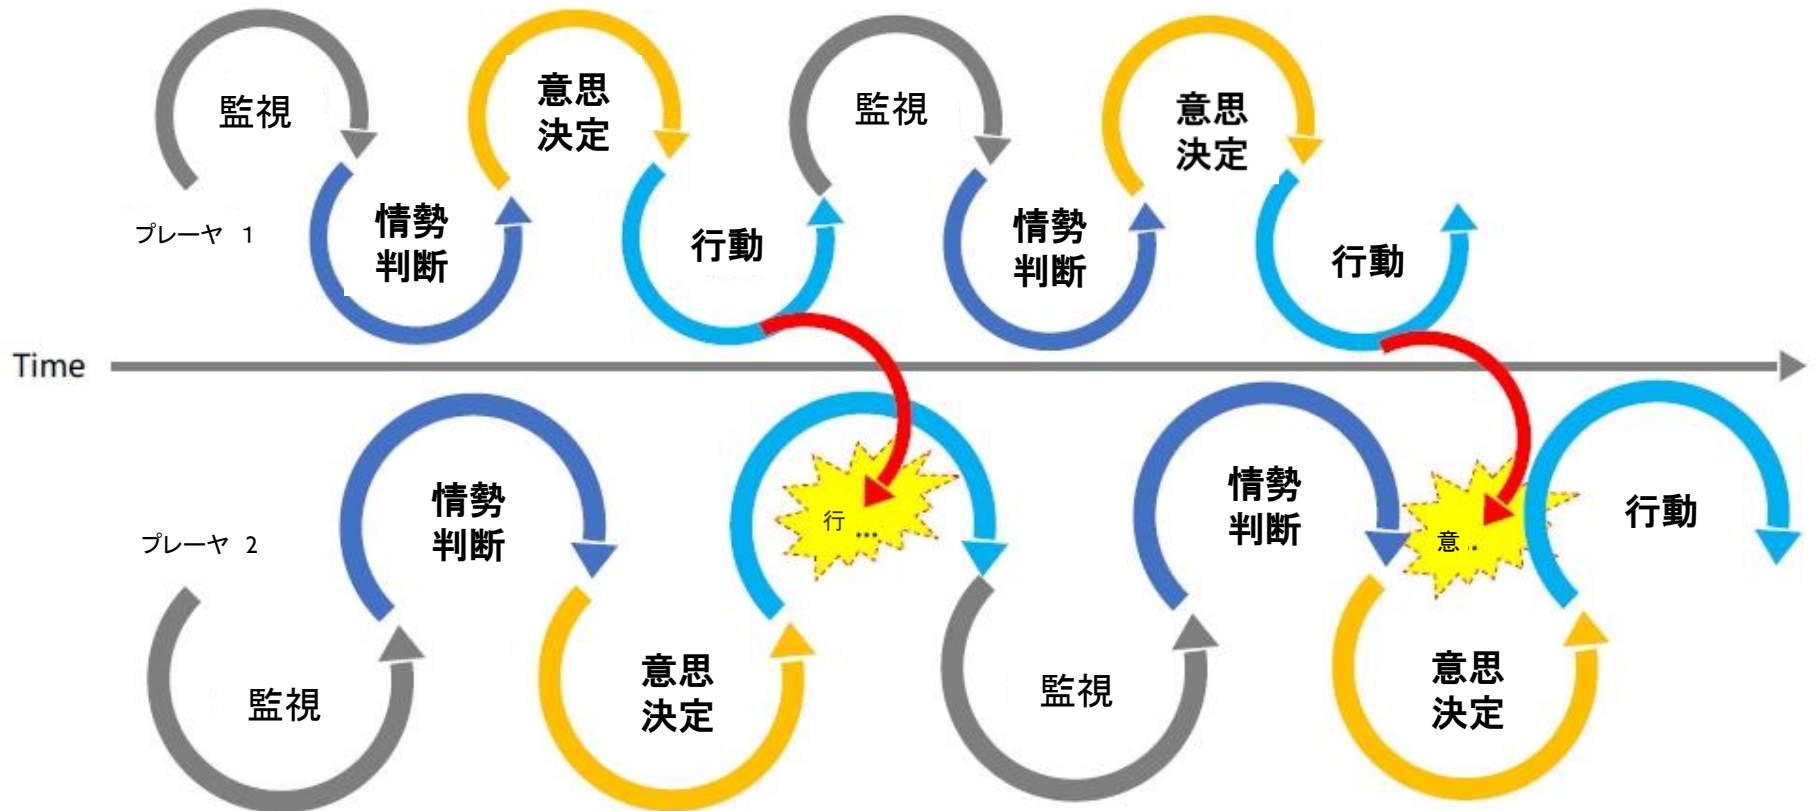 監視
意思
決定
監視
意思
決定
プレーヤ 1
情勢
判断
行動
情勢
判断
行動
Time
プレーヤ 2
情勢
判断
行 ...
情勢
判断
意 ..
行動
監視
意思
決定
監視
意思
決定